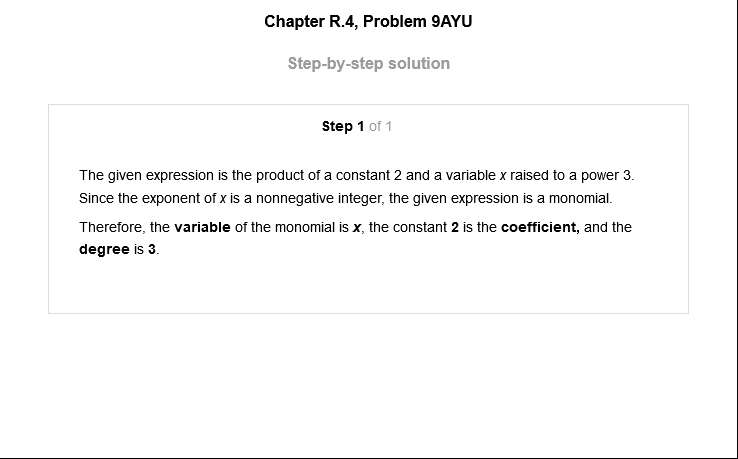 Chapter R.4, Problem 9AYU
Step-by-step solution
Step 1 of 1
The given expression is the product of a constant 2 and a variable x raised to a power 3.
Since the exponent of x is a nonnegative integer, the given expression is a monomial.
Therefore, the variable of the monomial is x, the constant 2 is the coefficient, and the
degree is 3.